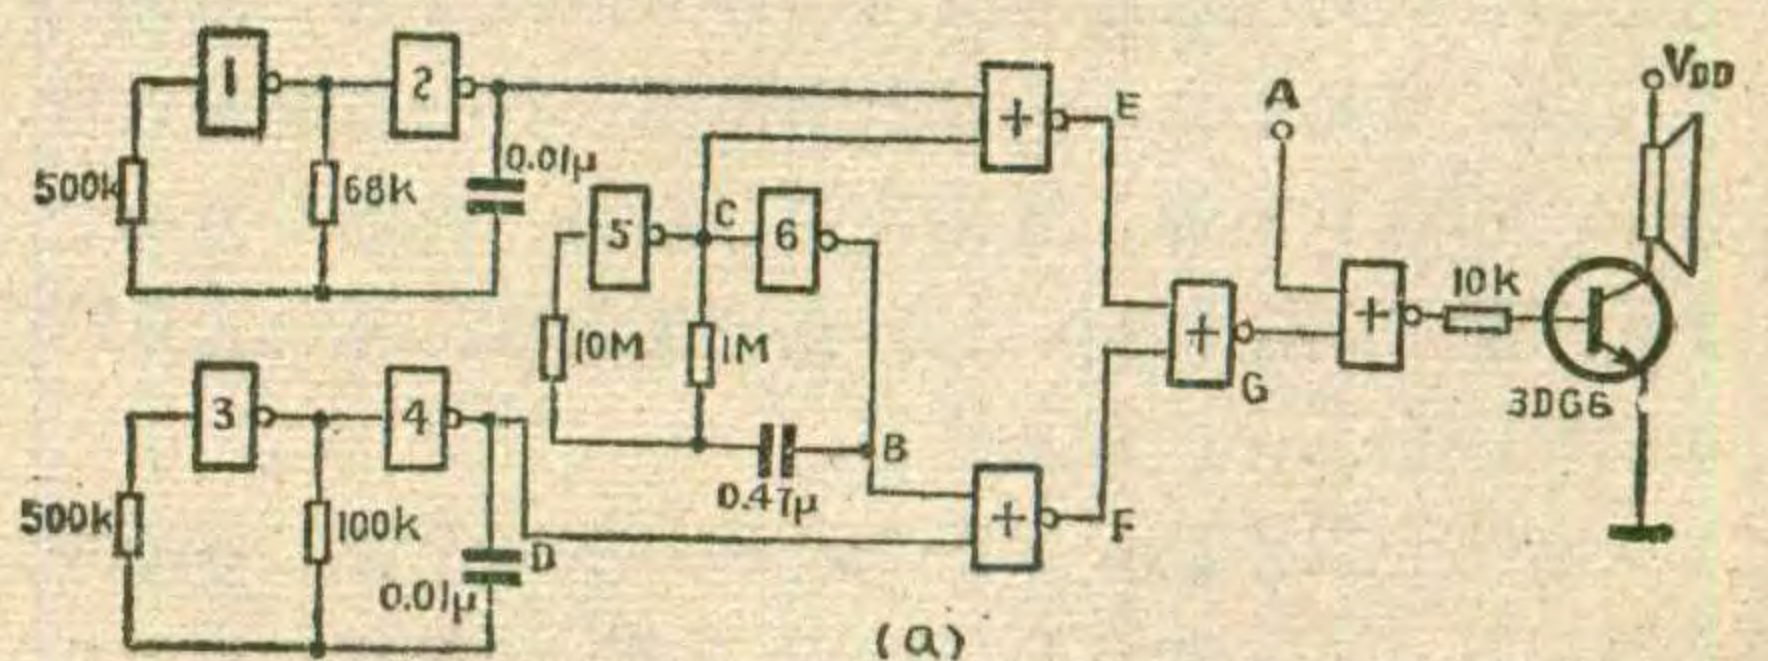 1
2
+
E
A
VDD
500k
68K
0.01μ
5
C
6
10M
1M
+
G
+
10k
3DG6
3
4
B
0.47μ
500k
100k
0.01μ
D
+
F
(a)